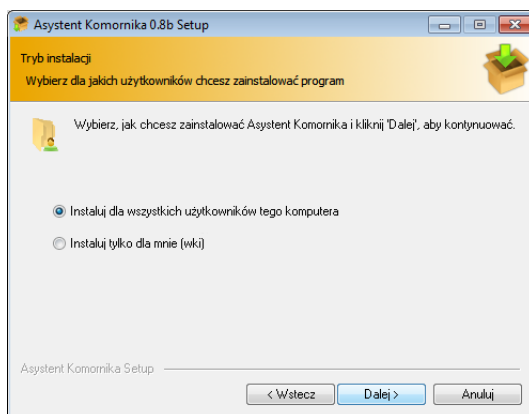 Asystent Komornika 0.8b Setup
Tryb instalacji
Wybierz dla jakich użytkowników chcesz zainstalować program
Wybierz, jak chcesz zainstalować Asystent Komornika i kliknij 'Dalej', aby kontynuować.
Instaluj dla wszystkich użytkowników tego komputera
Instaluj tylko dla mnie (wki)
Asystent Komornika Setup
< Wstecz Dalej > Anuluj